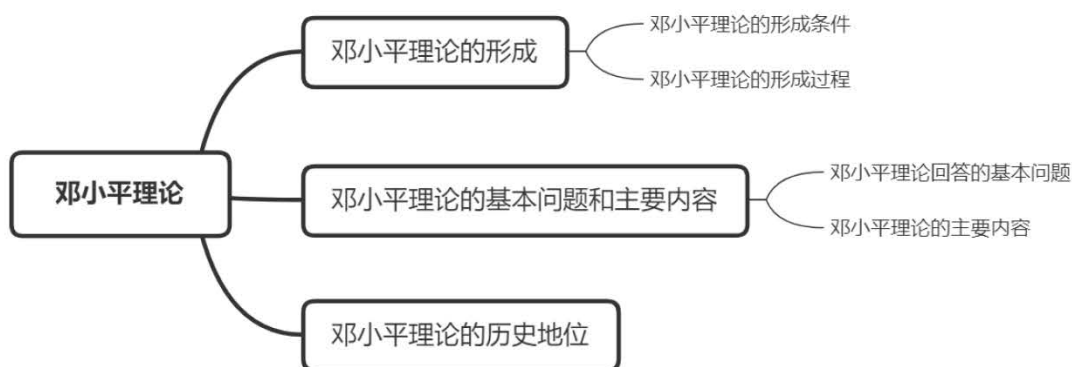 邓小平理论
邓小平理论的形成
邓小平理论的形成条件
邓小平理论的形成过程
邓小平理论的基本问题和主要内容
邓小平理论回答的基本问题
邓小平理论的主要内容
邓小平理论的历史地位